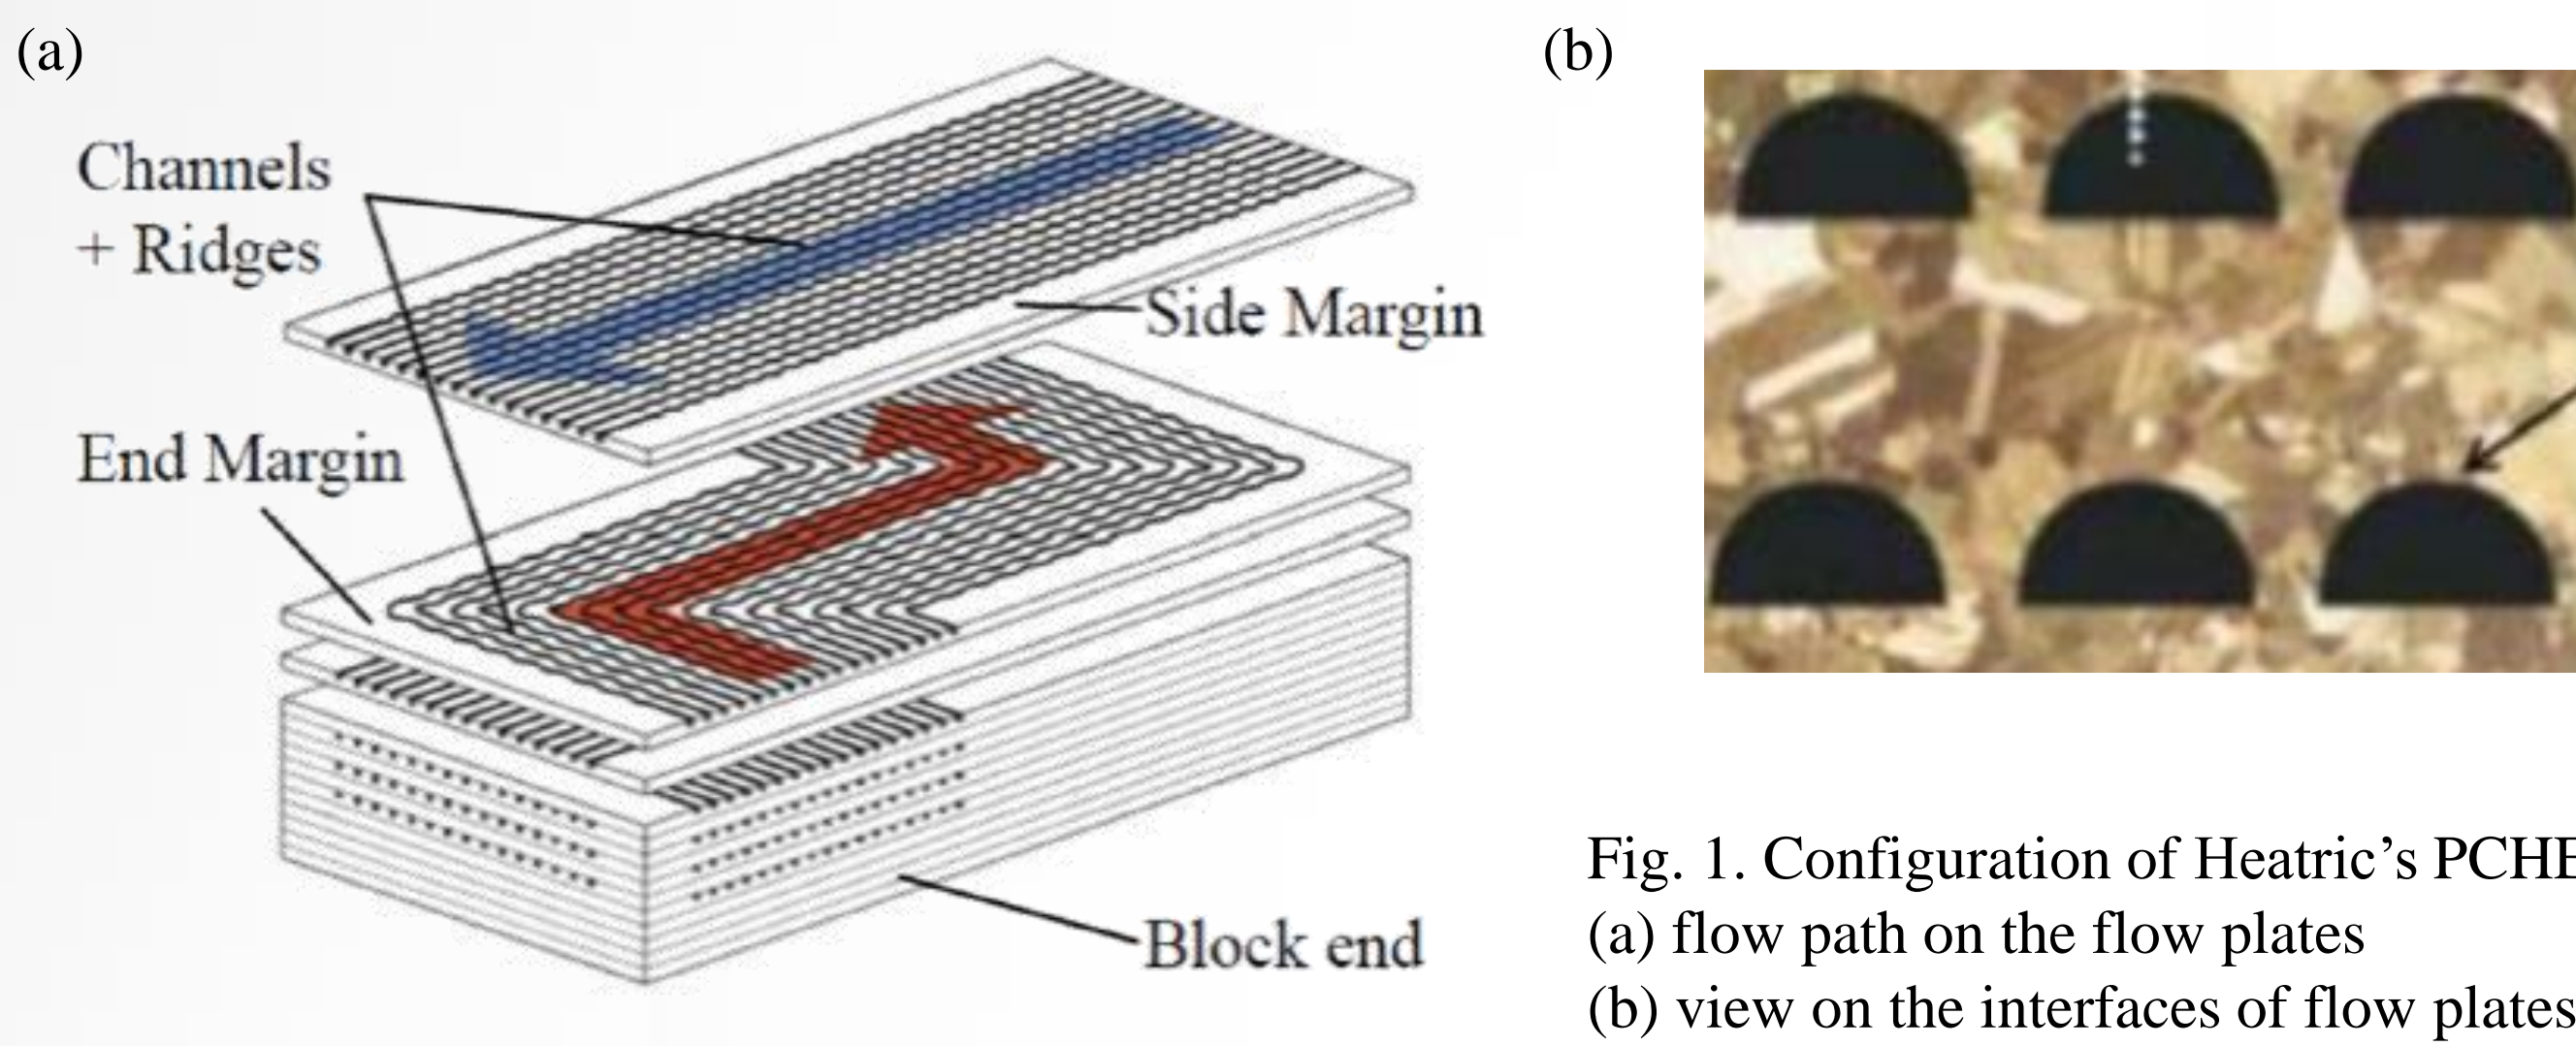 (a)
Channels
+ Ridges
Side Margin
End Margin
Block end
(b)
Fig. 1. Configuration of Heatric’s PCHE
(a) flow path on the flow plates
(b) view on the interfaces of flow plates